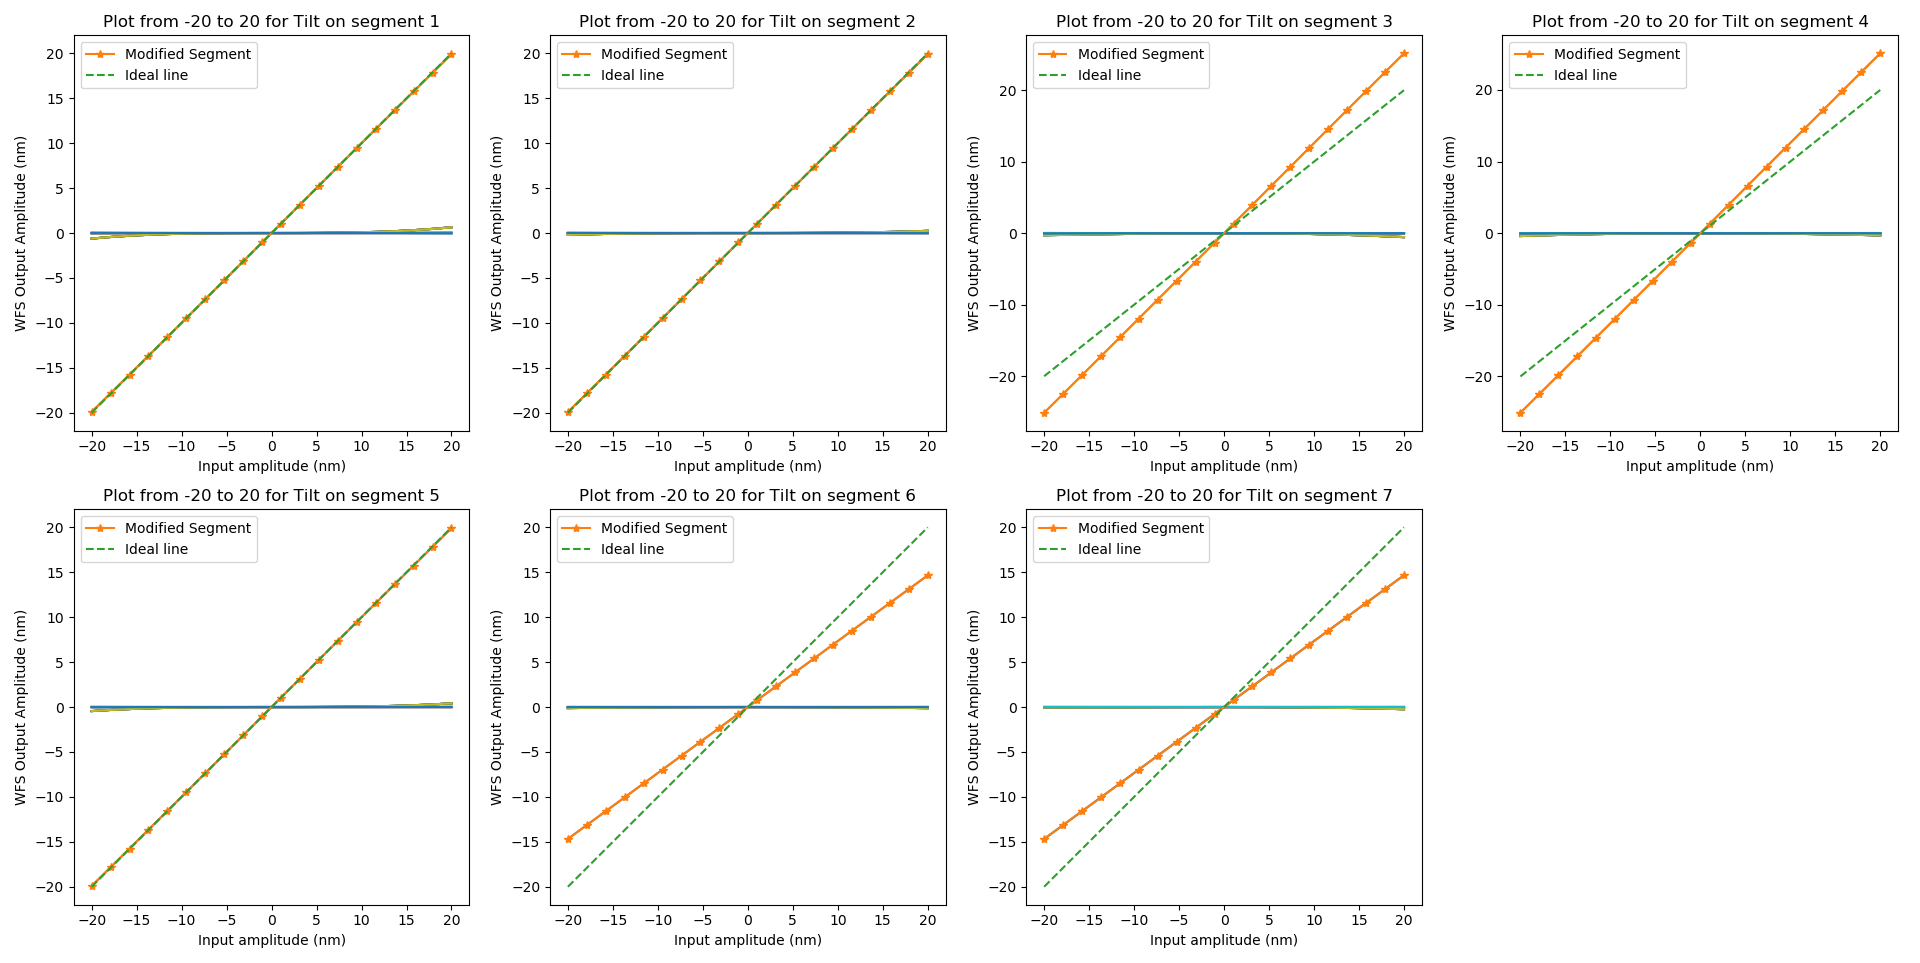 Plot from -20 to 20 for Tilt on segment 1
Modified Segment
Ideal line
20
15
10
5
0
−5
−10
−15
−20
WFS Output Amplitude (nm)
−20 −15 −10 −5 0 5 10 15 20
Input amplitude (nm)
Plot from -20 to 20 for Tilt on segment 2
Modified Segment
Ideal line
20
15
10
5
0
−5
−10
−15
−20
WFS Output Amplitude (nm)
−20 −15 −10 −5 0 5 10 15 20
Input amplitude (nm)
Plot from -20 to 20 for Tilt on segment 3
Modified Segment
Ideal line
20
10
0
−10
−20
WFS Output Amplitude (nm)
−20 −15 −10 −5 0 5 10 15 20
Input amplitude (nm)
Plot from -20 to 20 for Tilt on segment 4
Modified Segment
Ideal line
20
10
0
−10
−20
WFS Output Amplitude (nm)
−20 −15 −10 −5 0 5 10 15 20
Input amplitude (nm)
Plot from -20 to 20 for Tilt on segment 5
Modified Segment
Ideal line
20
15
10
5
0
−5
−10
−15
−20
WFS Output Amplitude (nm)
−20 −15 −10 −5 0 5 10 15 20
Input amplitude (nm)
Plot from -20 to 20 for Tilt on segment 6
Modified Segment
Ideal line
20
15
10
5
0
−5
−10
−15
−20
WFS Output Amplitude (nm)
−20 −15 −10 −5 0 5 10 15 20
Input amplitude (nm)
Plot from -20 to 20 for Tilt on segment 7
Modified Segment
Ideal line
20
15
10
5
0
−5
−10
−15
−20
WFS Output Amplitude (nm)
−20 −15 −10 −5 0 5 10 15 20
Input amplitude (nm)